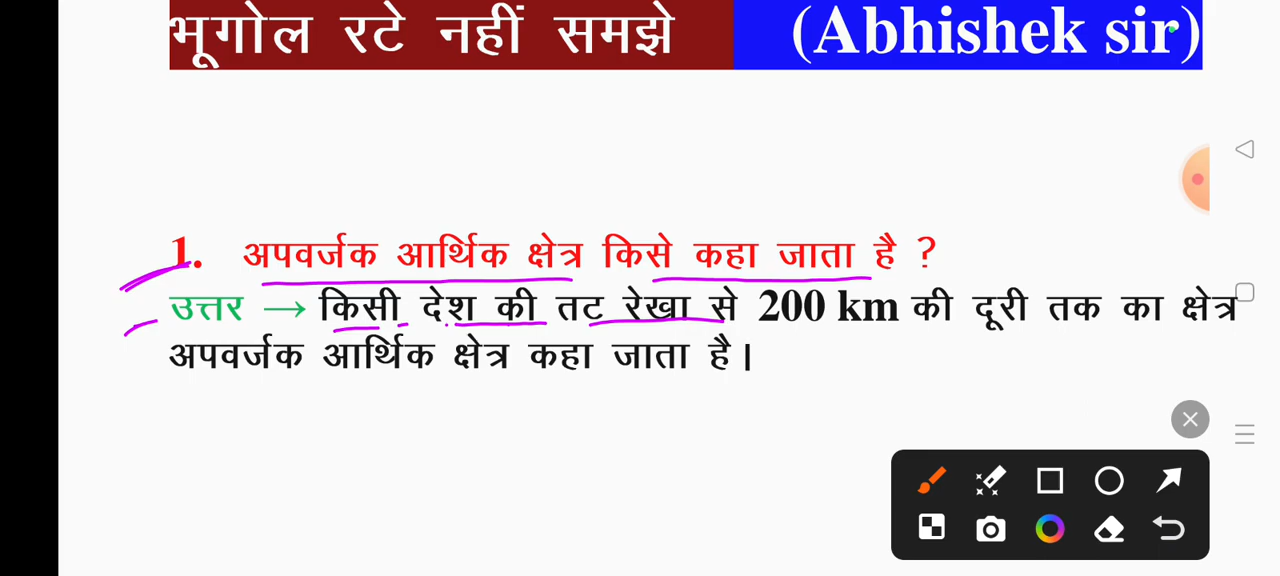 भूगोल रटे नहीं समझे (Abhishek sir)
1. अपवर्जक आर्थिक क्षेत्र किसे कहा जाता है ?
उत्तर → किसी देश की तट रेखा से 200 km की दूरी तक का क्षेत्र
अपवर्जक आर्थिक क्षेत्र कहा जाता है।